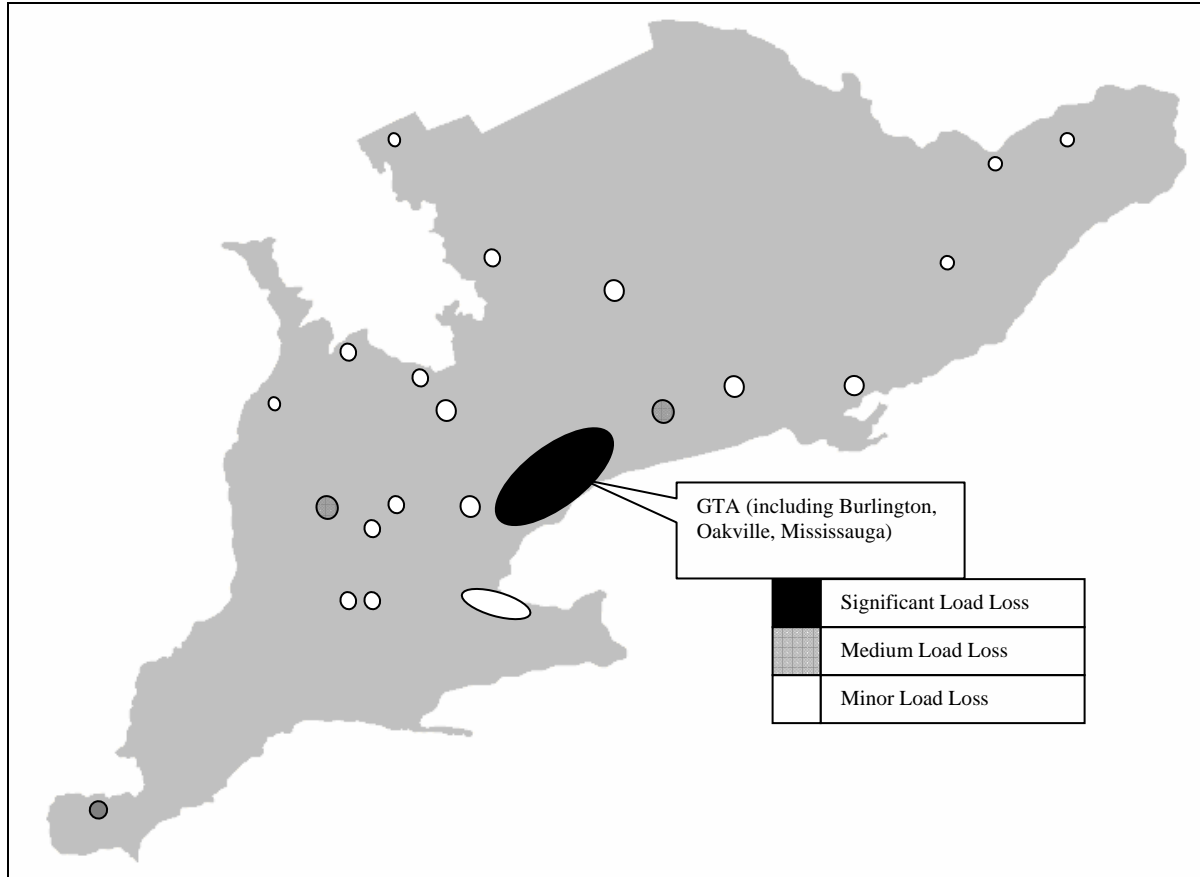 GTA (including Burlington,
Oakville, Mississauga)
Significant Load Loss
Medium Load Loss
Minor Load Loss